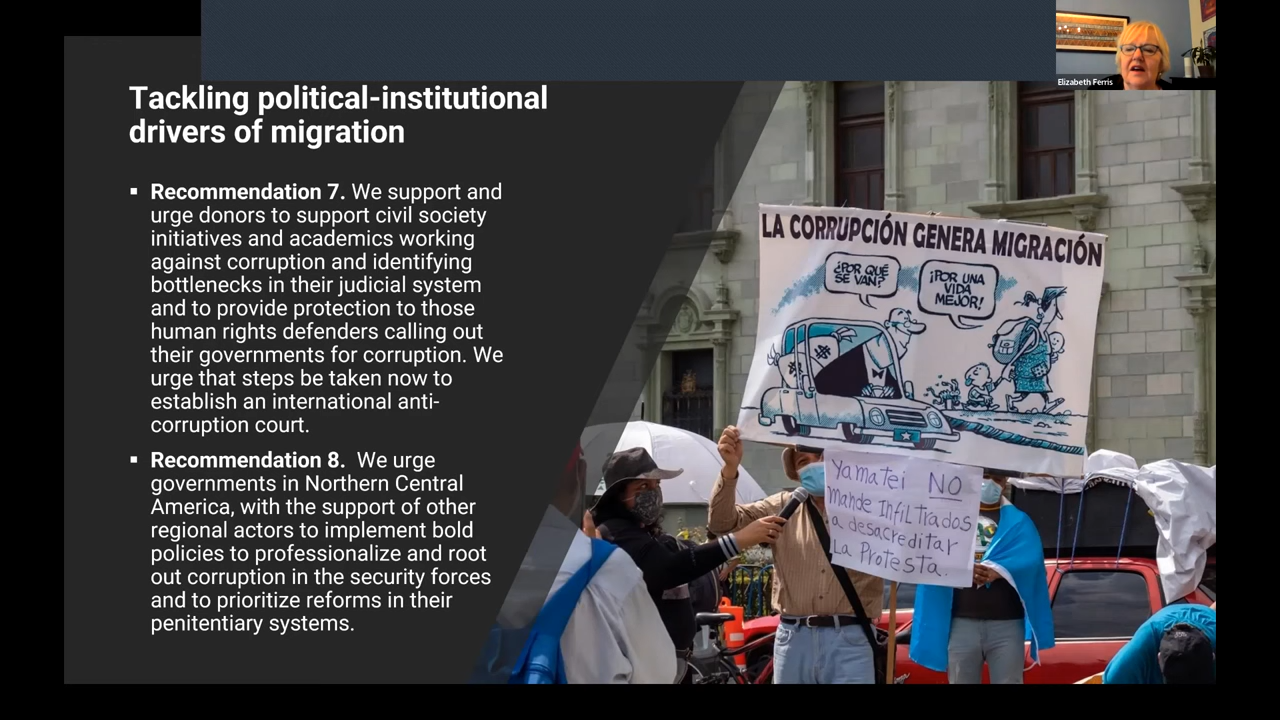 Elizabeth Ferris
Tackling political-institutional
drivers of migration
▪ Recommendation 7. We support and
urge donors to support civil society
initiatives and academics working
against corruption and identifying
bottlenecks in their judicial system
and to provide protection to those
human rights defenders calling out
their governments for corruption. We
urge that steps be taken now to
establish an international anti-
corruption court.
▪ Recommendation 8.  We urge
governments in Northern Central
America, with the support of other
regional actors to implement bold
policies to professionalize and root
out corruption in the security forces
and to prioritize reforms in their
penitentiary systems.
LA CORRUPCIÓN GENERA MIGRACIÓN
¿POR QUÉ
SE VAN?
¡POR UNA
VIDA
MEJOR!
Yamatei NO
mande Infiltrados
a desacreditar
La Protesta.